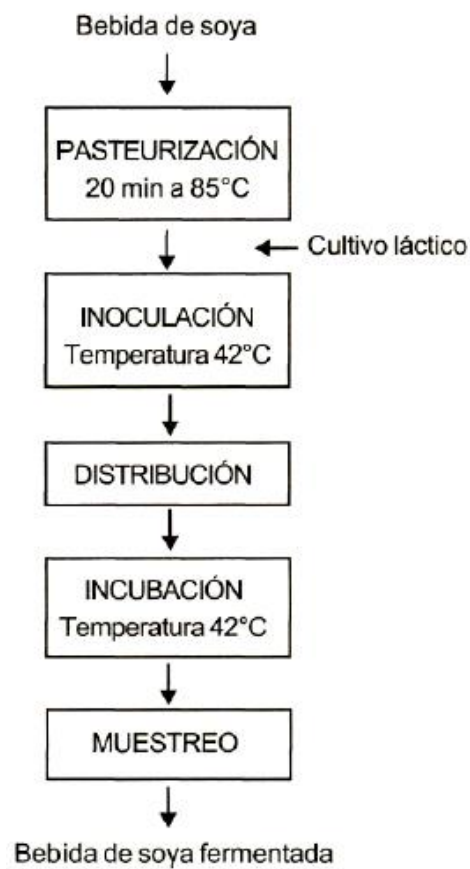 Bebida de soya
PASTEURIZACIÓN
20 min a 85°C
Cultivo láctico
INOCULACIÓN
Temperatura 42°C
DISTRIBUCIÓN
INCUBACIÓN
Temperatura 42°C
MUESTREO
Bebida de soya fermentada